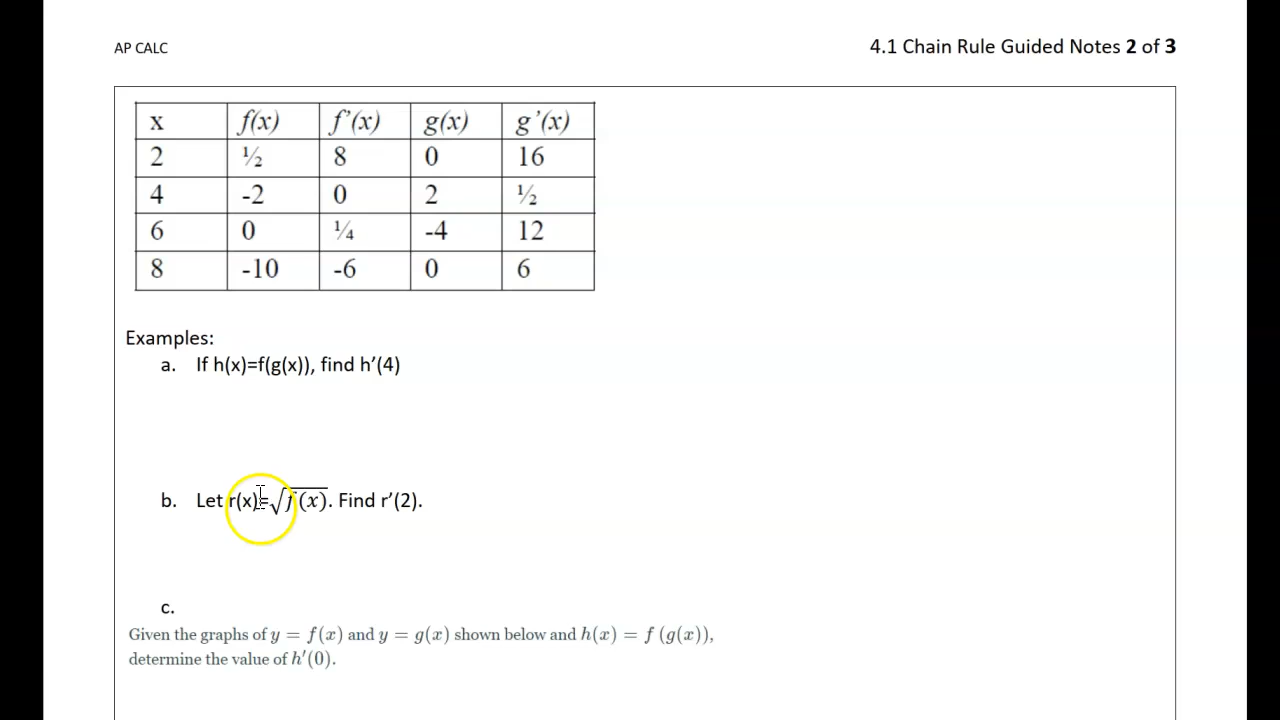 AP CALC
4.1 Chain Rule Guided Notes 2 of 3
x f(x) f'(x) g(x) g'(x)
2 ½ 8 0 16
4 -2 0 2 ½
6 0 ¼ -4 12
8 -10 -6 0 6
Examples:
a. If h(x)=f(g(x)), find h′(4)
b. Let r(x)=√f(x). Find r′(2).
c.
Given the graphs of y = f(x) and y = g(x) shown below and h(x) = f (g(x)),
determine the value of h′(0).